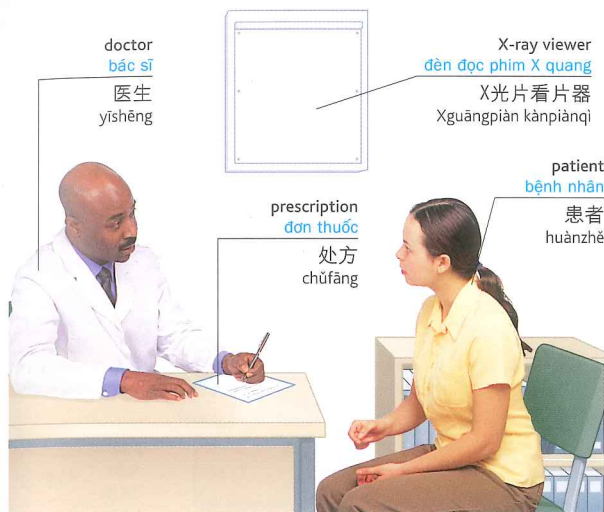 doctor
bác sĩ
医生
yīshēng
X-ray viewer
đèn đọc phim X quang
X光片看片器
Xguāngpiàn kànpiànqì
patient
bệnh nhân
患者
huànzhě
prescription
đơn thuốc
处方
chǔfāng